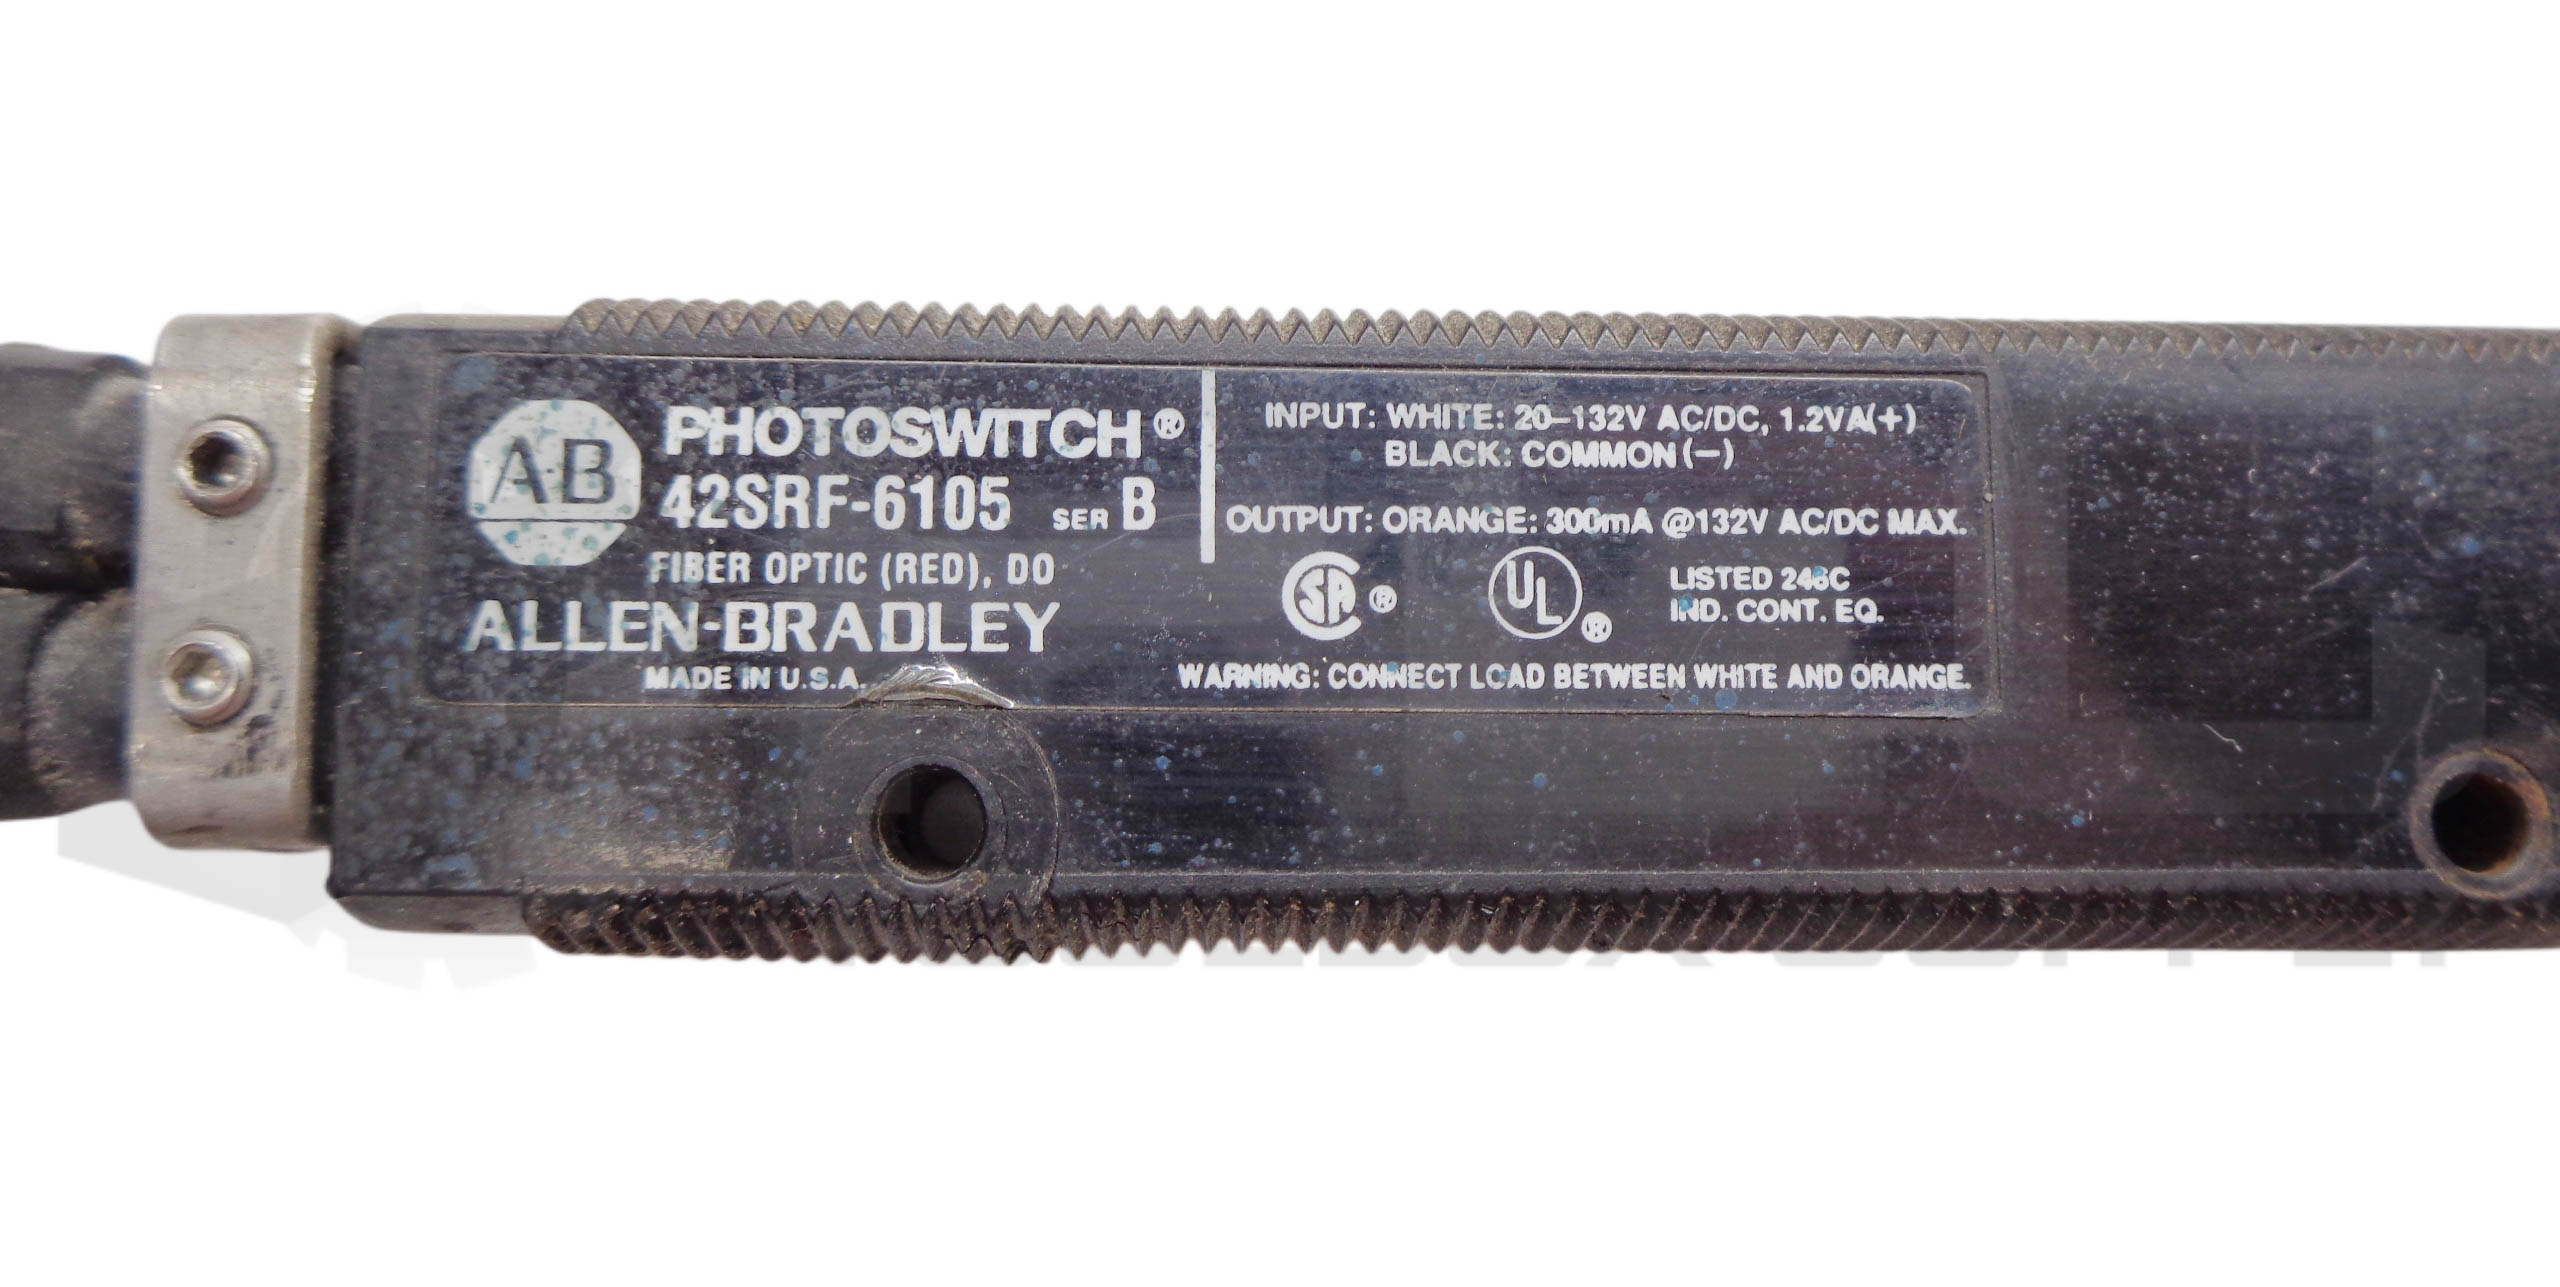 AB
PHOTOSWITCH®
42SRF-6105 SER B
FIBER OPTIC (RED), DO
ALLEN-BRADLEY
MADE IN U.S.A.
INPUT: WHITE: 20-132V AC/DC, 1.2VA(+)
BLACK: COMMON(-)
OUTPUT: ORANGE: 300mA @132V AC/DC MAX.
SA ®
UL ®
LISTED
IND. CONT. EQ.
WARNING: CONNECT LOAD BETWEEN WHITE AND ORANGE.